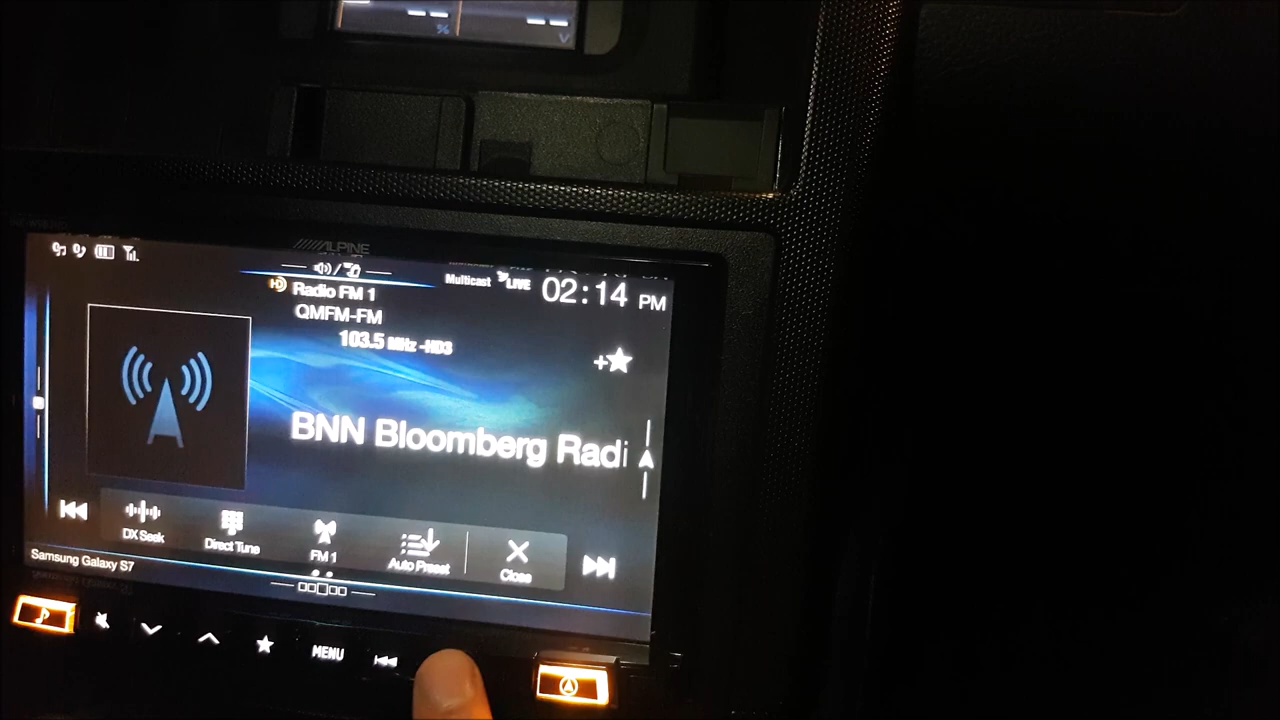 %
V
ALPINE
Multicast LIVE 02:14 PM
HD Radio FM 1
QMFM-FM
103.5 MHz -HD3
BNN Bloomberg Radi
DX Seek
Direct Tune
FM 1
Auto Preset
Close
Samsung Galaxy S7
MENU